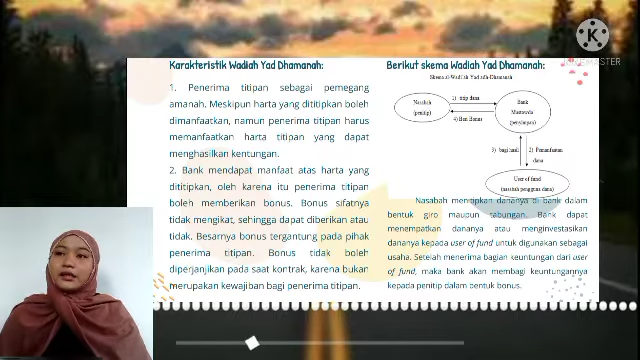 Karakteristik Wadiah Yad Dhamanah:
1. Penerima titipan sebagai pemegang
amanah. Meskipun harta yang dititipkan boleh
dimanfaatkan, namun penerima titipan harus
memanfaatkan harta titipan yang dapat
menghasilkan kentungan.
2. Bank mendapat manfaat atas harta yang
dititipkan, oleh karena itu penerima titipan
boleh memberikan bonus. Bonus sifatnya
tidak mengikat, sehingga dapat diberikan atau
tidak. Besarnya bonus tergantung pada pihak
penerima titipan. Bonus tidak boleh
diperjanjikan pada saat kontrak, karena bukan
merupakan kewajiban bagi penerima titipan.
Berikut skema Wadiah Yad Dhamanah:
Skema Al-Wadi'ah Yad adh-Dhamanah
Nasabah
(penitip)
1) titip dana
4) Beri Bonus
Bank
(penyimpan)
3) bagi hasil
2) Pemanfaatan
dana
User of fund
(nasabah pengguna dana)
Nasabah menitipkan dananya di bank dalam
bentuk giro maupun tabungan. Bank dapat
menempatkan dananya atau menginvestasikan
dananya kepada user of fund untuk digunakan sebagai
usaha. Setelah menerima bagian keuntungan dari user
of fund, maka bank akan membagi keuntungannya
kepada penitip dalam bentuk bonus.
KINEMASTER